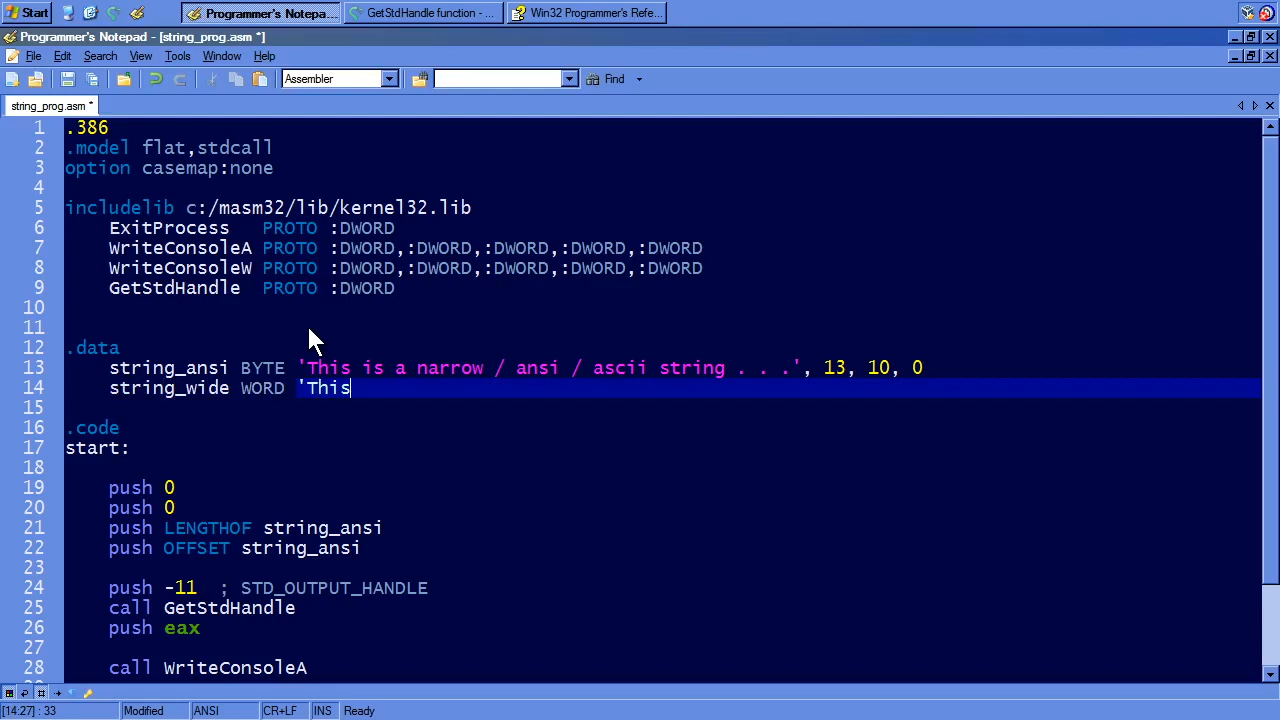 Start Programmer's Notepa... GetStdHandle function - ... Win32 Programmer's Refe...
Programmer's Notepad - [string_prog.asm *]
File Edit Search View Tools Window Help
Assembler Find
string_prog.asm *
1 .386
2 .model flat,stdcall
3 option casemap:none
4
5 includelib c:/masm32/lib/kernel32.lib
6 ExitProcess PROTO :DWORD
7 WriteConsoleA PROTO :DWORD,:DWORD,:DWORD,:DWORD,:DWORD
8 WriteConsoleW PROTO :DWORD,:DWORD,:DWORD,:DWORD,:DWORD
9 GetStdHandle PROTO :DWORD
10
11
12 .data
13 string_ansi BYTE 'This is a narrow / ansi / ascii string . . .', 13, 10, 0
14 string_wide WORD 'This
15
16 .code
17 start:
18
19 push 0
20 push 0
21 push LENGTHOF string_ansi
22 push OFFSET string_ansi
23
24 push -11 ; STD_OUTPUT_HANDLE
25 call GetStdHandle
26 push eax
27
28 call WriteConsoleA
[14:27] : 33 Modified ANSI CR+LF INS Ready